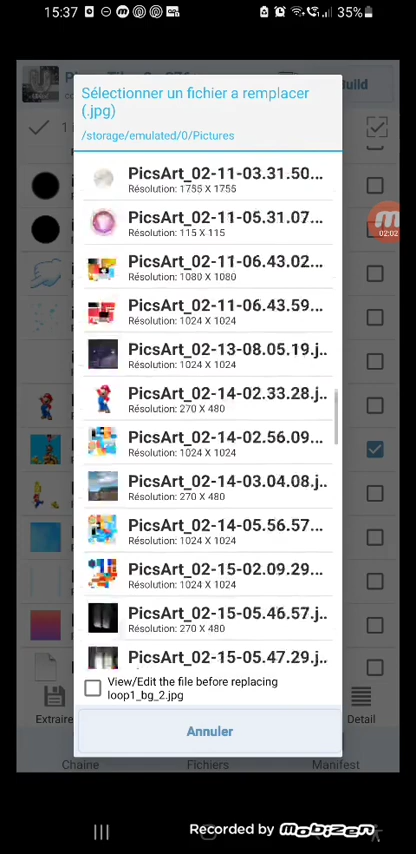 15:37
35%
Build
Sélectionner un fichier a remplacer
(.jpg)
/storage/emulated/0/Pictures
PicsArt_02-11-03.31.50...
Résolution: 1755 X 1755
PicsArt_02-11-05.31.07...
Résolution: 115 X 115
02:02
PicsArt_02-11-06.43.02...
Résolution: 1080 X 1080
PicsArt_02-11-06.43.59...
Résolution: 1024 X 1024
PicsArt_02-13-08.05.19.j..
Résolution: 1024 X 1024
PicsArt_02-14-02.33.28.j..
Résolution: 270 X 480
PicsArt_02-14-02.56.09...
Résolution: 1024 X 1024
PicsArt_02-14-03.04.08.j..
Résolution: 270 X 480
PicsArt_02-14-05.56.57...
Résolution: 1024 X 1024
PicsArt_02-15-02.09.29...
Résolution: 1024 X 1024
PicsArt_02-15-05.46.57.j..
Résolution: 270 X 480
PicsArt_02-15-05.47.29.j..
View/Edit the file before replacing
loop1_bg_2.jpg
Extraire
Detail
Annuler
Chaine
Fichiers
Manifest
Recorded by Mobizen